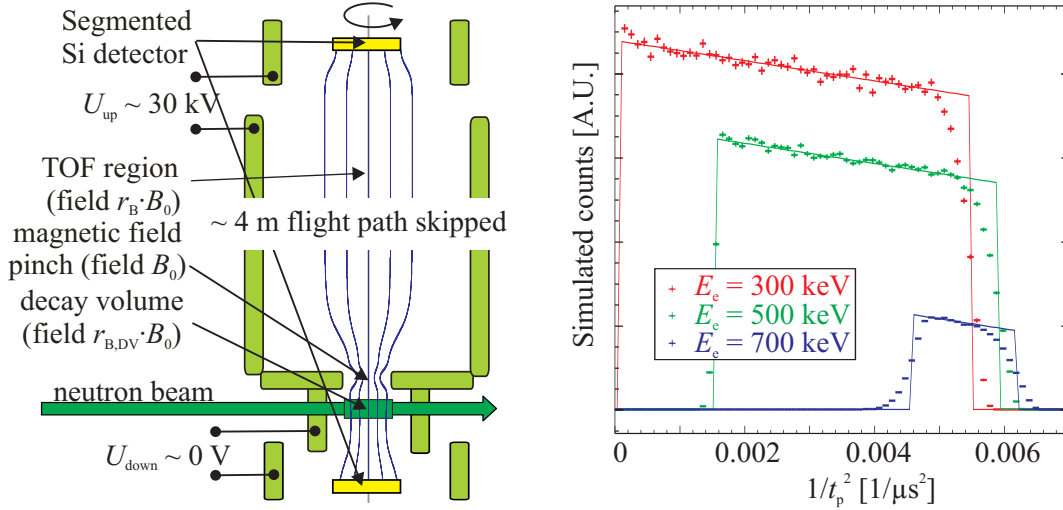 Segmented
Si detector
U_up ~ 30 kV
TOF region
(field r_B·B_0)
~ 4 m flight path skipped
magnetic field
pinch (field B_0)
decay volume
(field r_B,DV·B_0)
neutron beam
U_down ~ 0 V
Simulated counts [A.U.]
E_e = 300 keV
E_e = 500 keV
E_e = 700 keV
0 0.002 0.004 0.006
1/t_p^2 [1/μs^2]